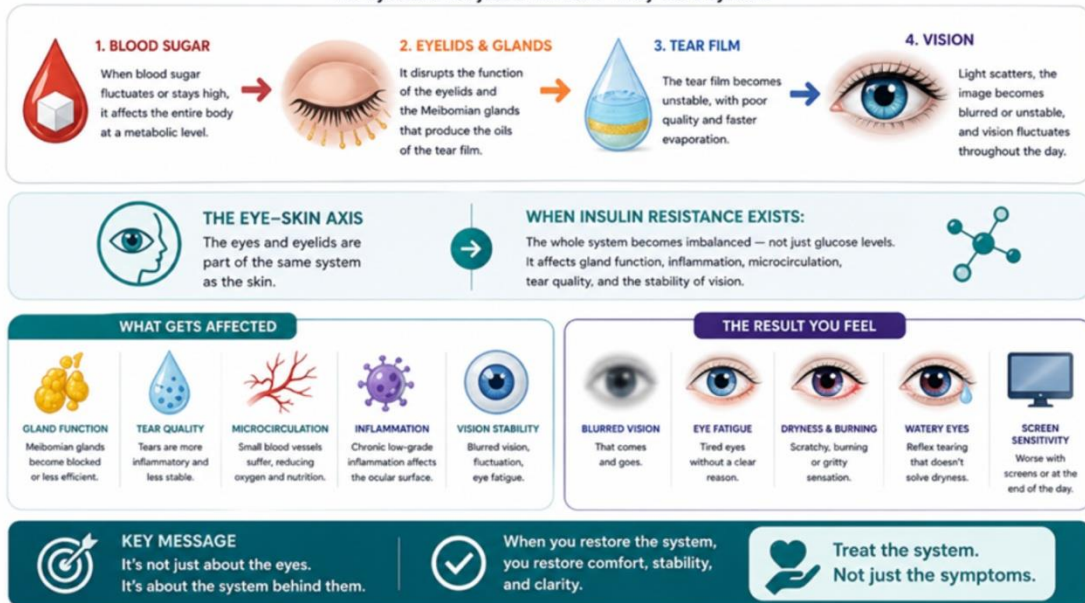 1. BLOOD SUGAR
When blood sugar
fluctuates or stays high,
it affects the entire body
at a metabolic level.
2. EYELIDS & GLANDS
It disrupts the function
of the eyelids and
the Meibomian glands
that produce the oils
of the tear film.
3. TEAR FILM
The tear film becomes
unstable, with poor
quality and faster
evaporation.
4. VISION
Light scatters, the
image becomes
blurred or unstable,
and vision fluctuates
throughout the day.
THE EYE–SKIN AXIS
The eyes and eyelids are
part of the same system
as the skin.
WHEN INSULIN RESISTANCE EXISTS:
The whole system becomes imbalanced — not just glucose levels.
It affects gland function, inflammation, microcirculation,
tear quality, and the stability of vision.
WHAT GETS AFFECTED
GLAND FUNCTION
Meibomian glands
become blocked
or less efficient.
TEAR QUALITY
Tears are more
inflammatory and
less stable.
MICROCIRCULATION
Small blood vessels
suffer, reducing
oxygen and nutrition.
INFLAMMATION
Chronic low-grade
inflammation affects
the ocular surface.
VISION STABILITY
Blurred vision,
fluctuation,
eye fatigue.
THE RESULT YOU FEEL
BLURRED VISION
That comes
and goes.
EYE FATIGUE
Tired eyes
without a clear
reason.
DRYNESS & BURNING
Scratchy, burning
or gritty
sensation.
WATERY EYES
Reflex tearing
that doesn't
solve dryness.
SCREEN
SENSITIVITY
Worse with
screens or at the
end of the day.
KEY MESSAGE
It's not just about the eyes.
It's about the system behind them.
When you restore the system,
you restore comfort, stability,
and clarity.
Treat the system.
Not just the symptoms.